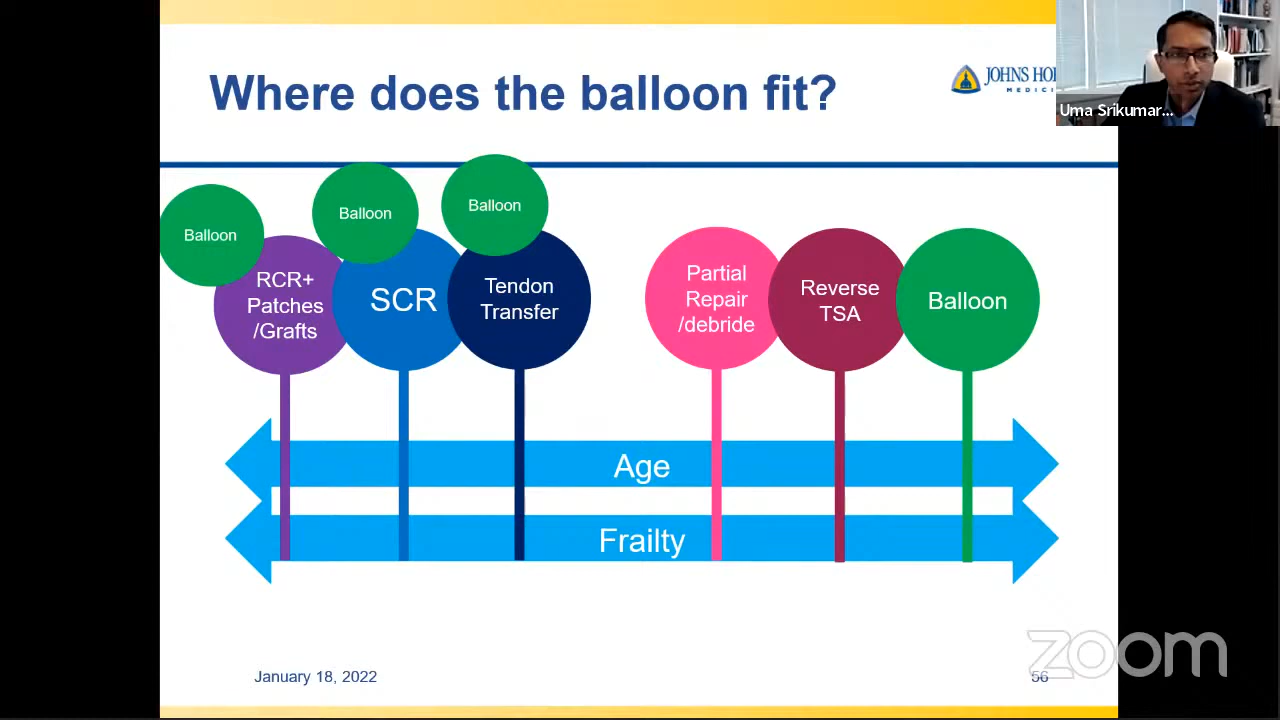 Where does the balloon fit?
JOHNS HO
MEDICI
Uma Srikumar...
Balloon
Balloon
Balloon
RCR+
Patches
/Grafts
SCR
Tendon
Transfer
Partial
Repair
/debride
Reverse
TSA
Balloon
Age
Frailty
January 18, 2022
56
zoom